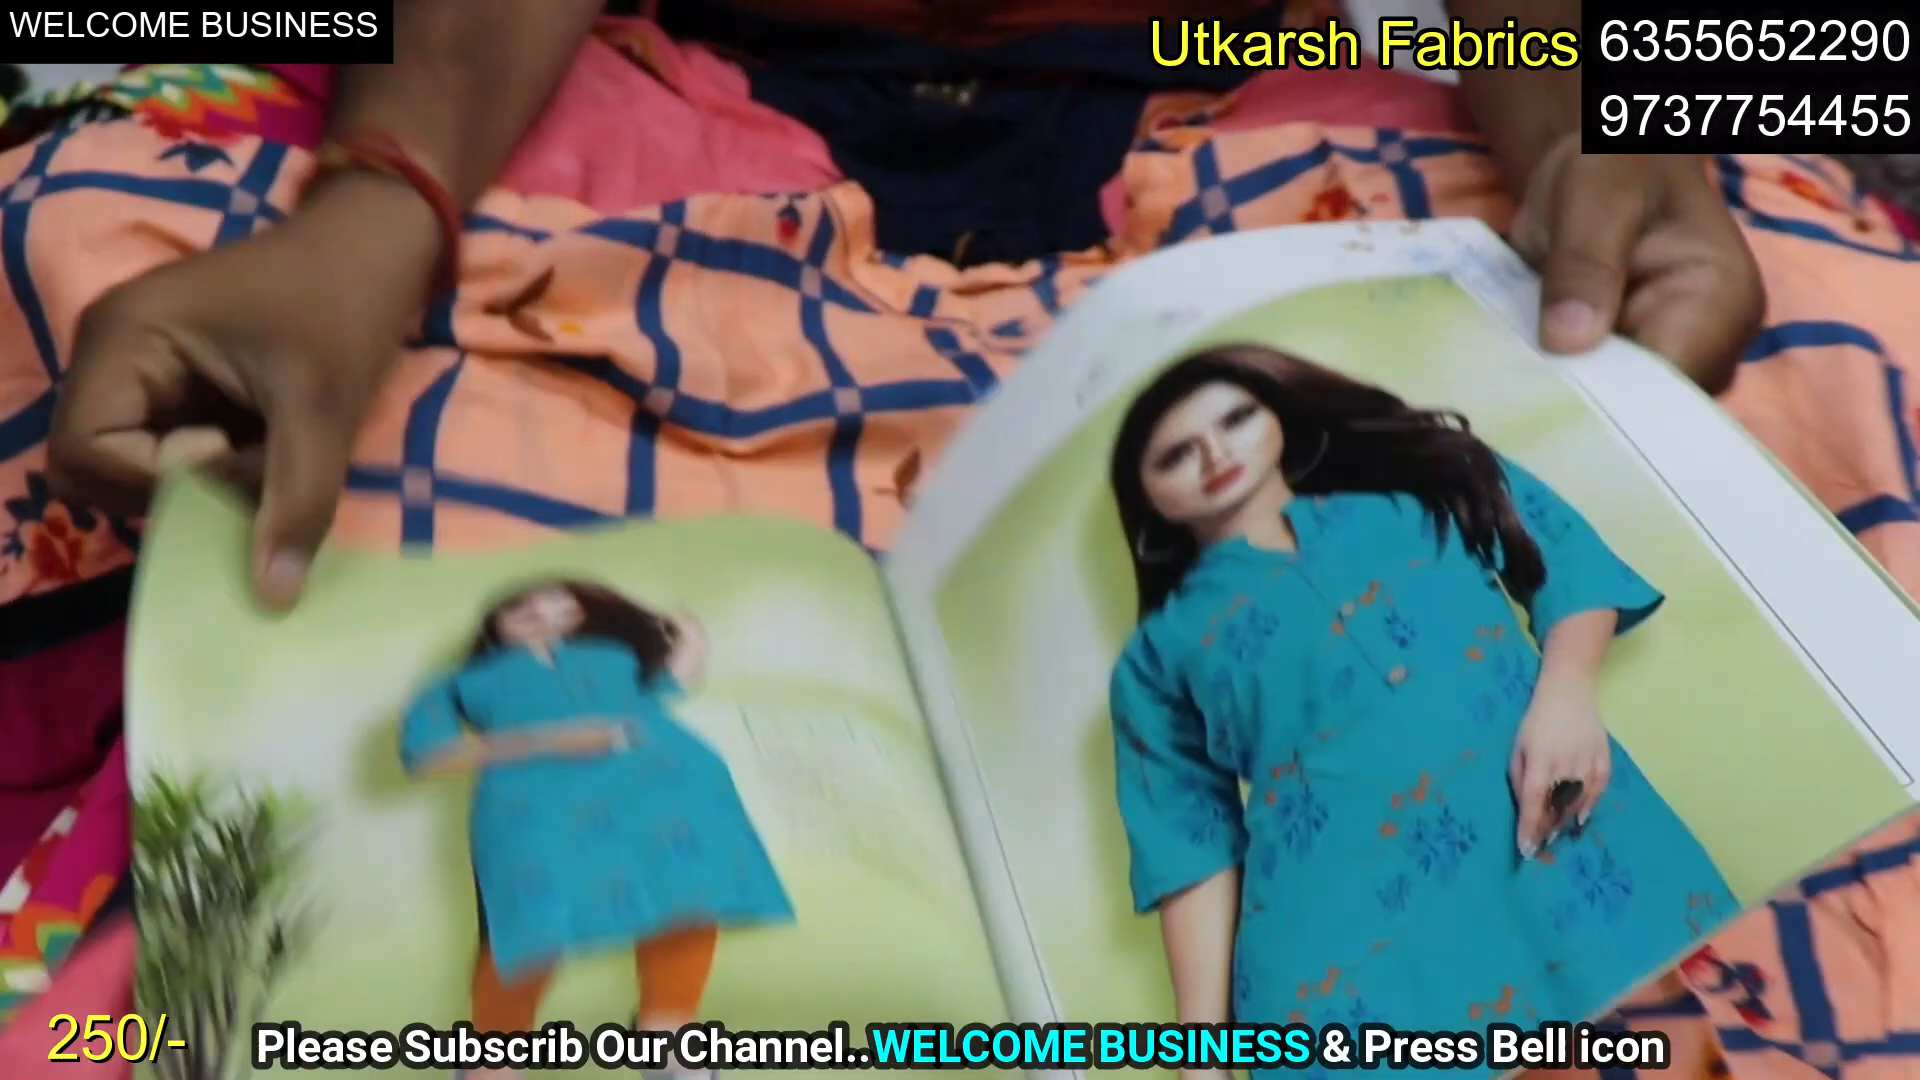 WELCOME BUSINESS
Utkarsh Fabrics
6355652290
9737754455
250/-
Please Subscrib Our Channel..WELCOME BUSINESS & Press Bell icon